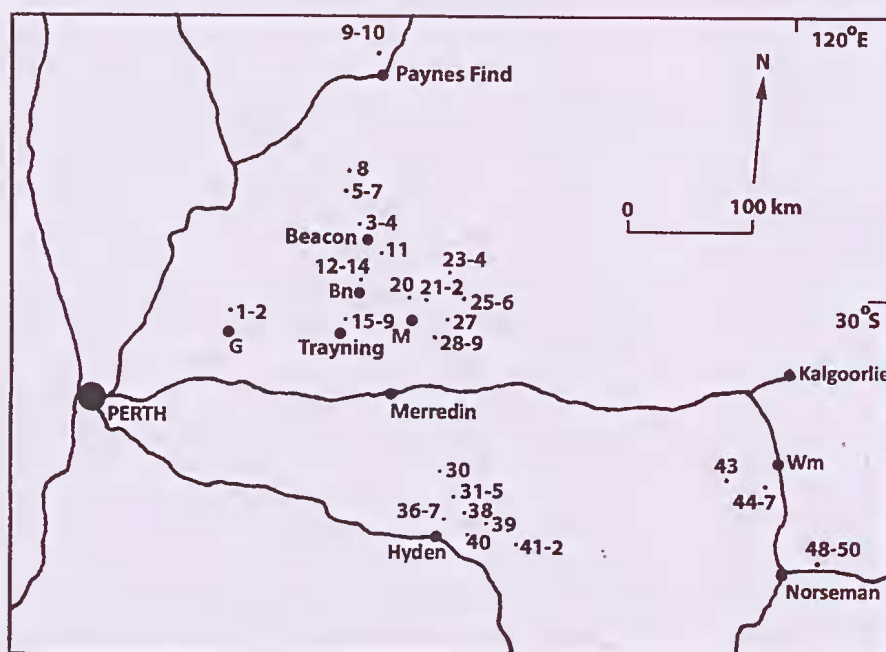 9-10
120°E
Paynes Find
N
8
5-7
0 100 km
3-4
Beacon
11
12-14
23-4
20 21-2
Bn
25-6
30°S
1-2
15-9
27
G
Trayning
M
28-9
Kalgoorlie
PERTH
Merredin
30
43
Wm
31-5
44-7
36-7
38
39
Hyden
40
41-2
48-50
Norseman